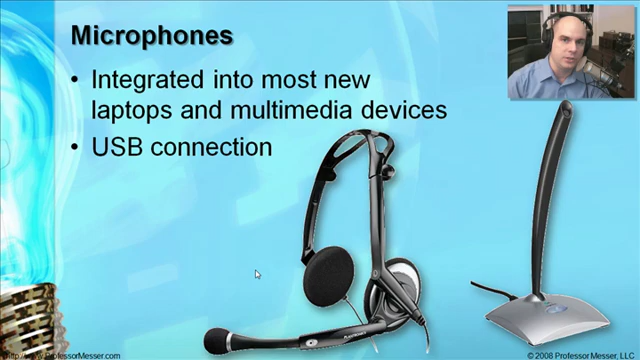 Microphones
• Integrated into most new
laptops and multimedia devices
• USB connection
http://www.ProfessorMesser.com
© 2008 Professor Messer, LLC